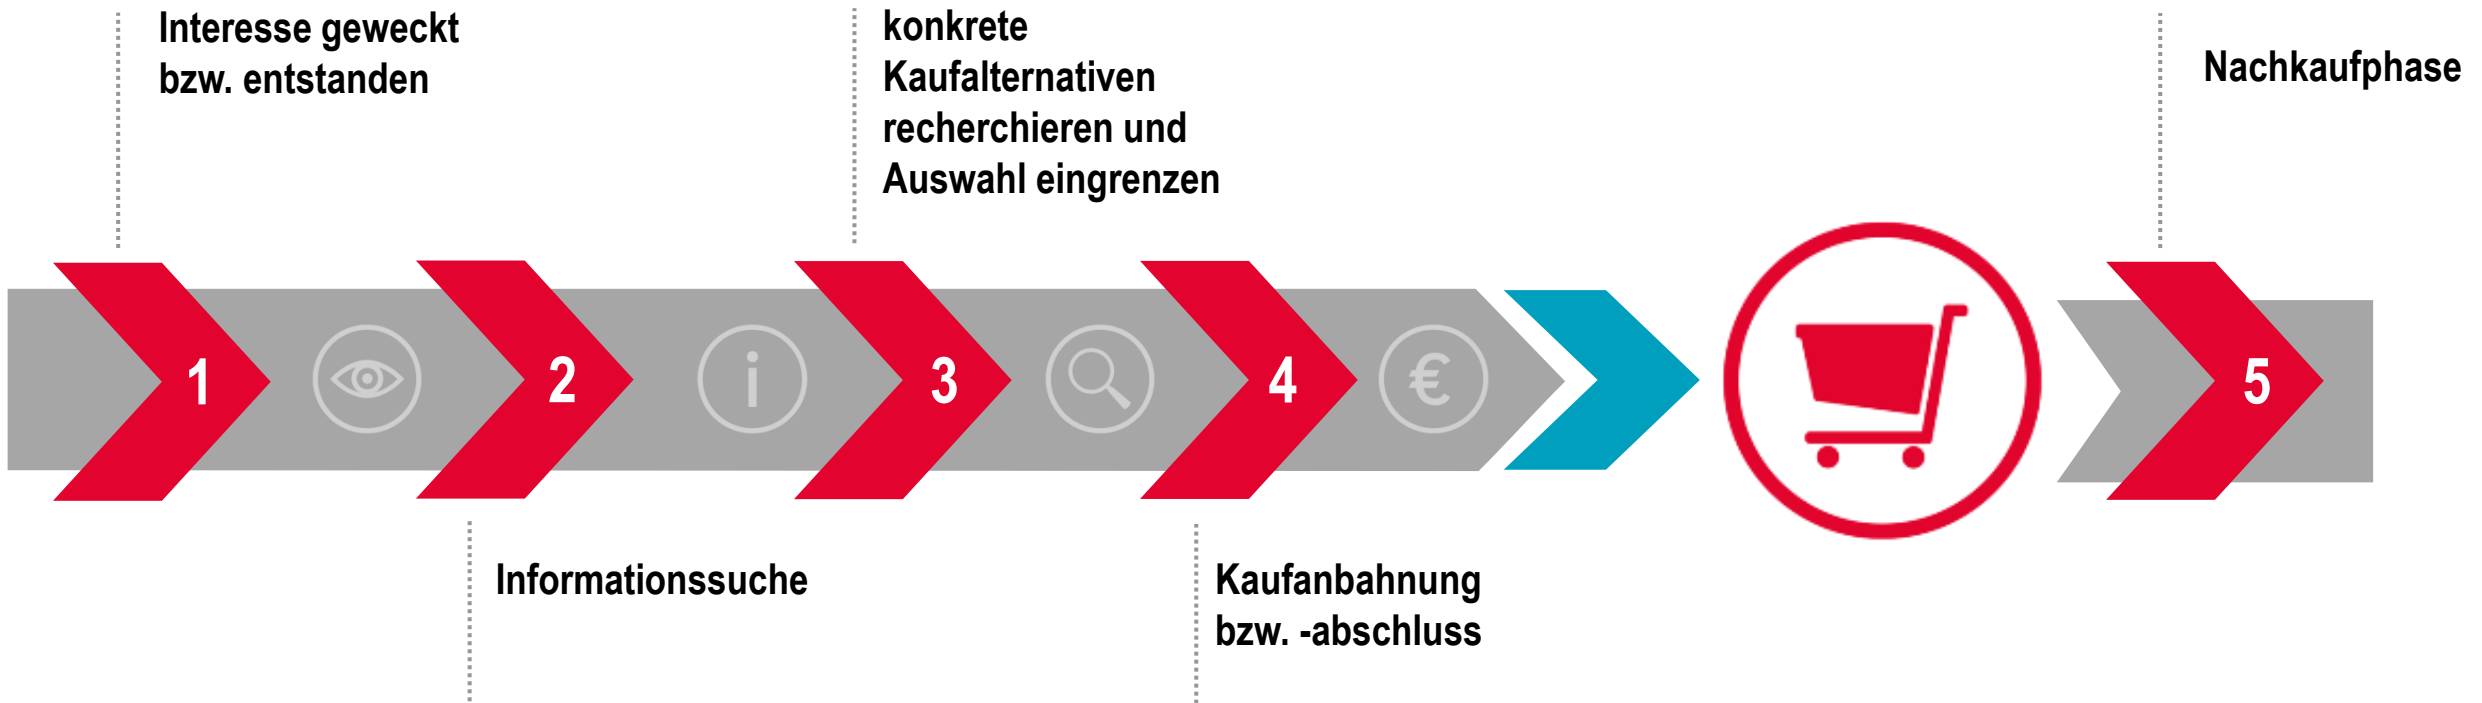 Interesse geweckt
bzw. entstanden
konkrete
Kaufalternativen
recherchieren und
Auswahl eingrenzen
Nachkaufphase
1
2
i
3
4
€
5
Informationssuche
Kaufanbahnung
bzw. -abschluss